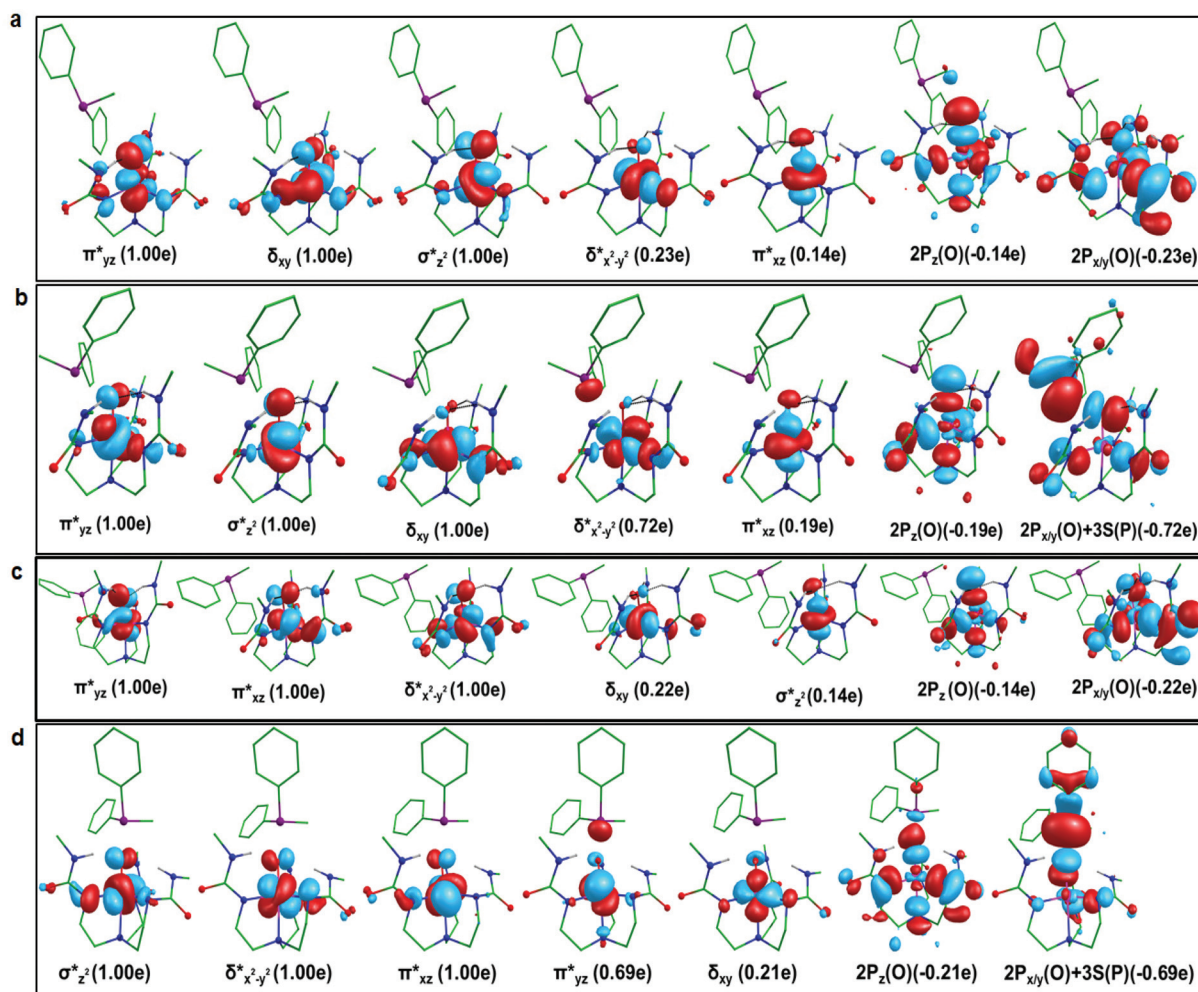 a
π*yz (1.00e) δxy (1.00e) σ*z² (1.00e) δ*x²-y² (0.23e) π*xz (0.14e) 2Pz(O)(-0.14e) 2Px/y(O)(-0.23e)
b
π*yz (1.00e) σ*z² (1.00e) δxy (1.00e) δ*x²-y² (0.72e) π*xz (0.19e) 2Pz(O)(-0.19e) 2Px/y(O)+3S(P)(-0.72e)
c
π*yz (1.00e) π*xz (1.00e) δ*x²-y² (1.00e) δxy (0.22e) σ*z² (0.14e) 2Pz(O)(-0.14e) 2Px/y(O)(-0.22e)
d
σ*z² (1.00e) δ*x²-y² (1.00e) π*xz (1.00e) π*yz (0.69e) δxy (0.21e) 2Pz(O)(-0.21e) 2Px/y(O)+3S(P)(-0.69e)